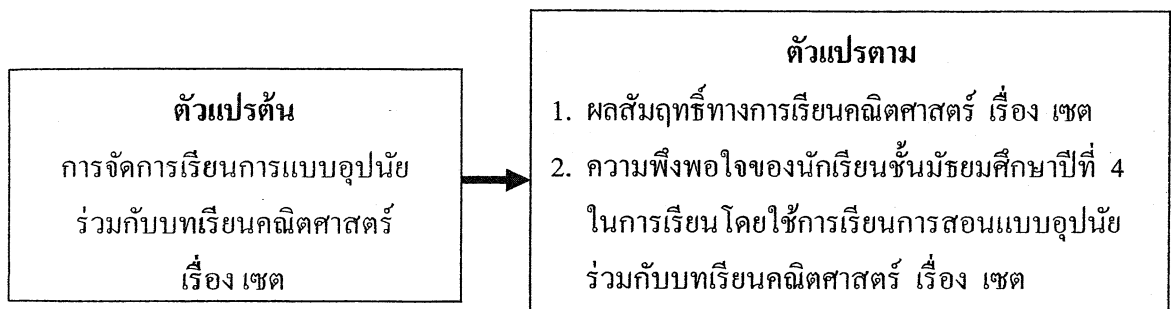 ตัวแปรต้น
การจัดการเรียนการแบบอุปนัย
ร่วมกับบทเรียนคณิตศาสตร์
เรื่อง เซต
ตัวแปรตาม
1. ผลสัมฤทธิ์ทางการเรียนคณิตศาสตร์ เรื่อง เซต
2. ความพึงพอใจของนักเรียนชั้นมัธยมศึกษาปีที่ 4
ในการเรียนโดยใช้การเรียนการสอนแบบอุปนัย
ร่วมกับบทเรียนคณิตศาสตร์ เรื่อง เซต